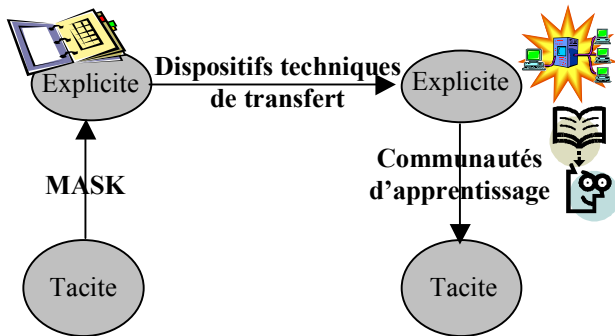 Explicite
Dispositifs techniques
de transfert
Explicite
MASK
Communautés
d’apprentissage
Tacite
Tacite